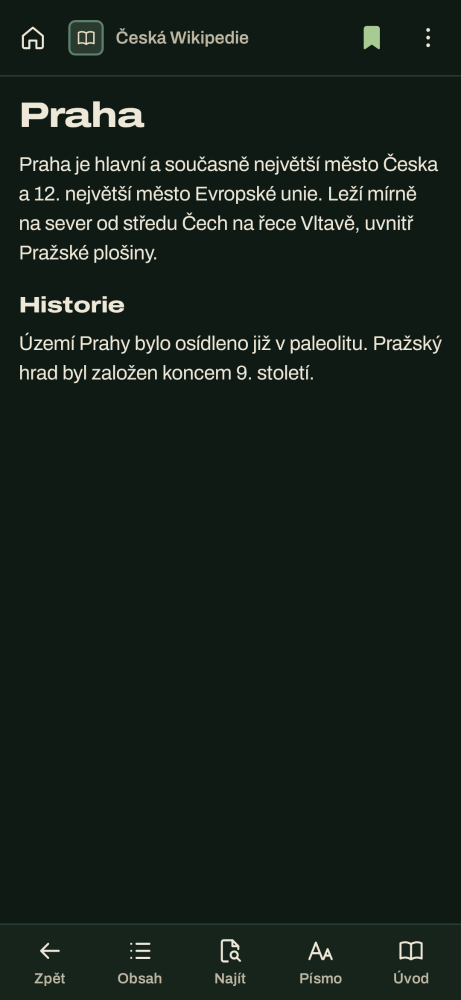 Česká Wikipedie
Praha
Praha je hlavní a současně největší město Česka
a 12. největší město Evropské unie. Leží mírně
na sever od středu Čech na řece Vltavě, uvnitř
Pražské plošiny.
Historie
Území Prahy bylo osídleno již v paleolitu. Pražský
hrad byl založen koncem 9. století.
Zpět
Obsah
Najít
Písmo
Úvod